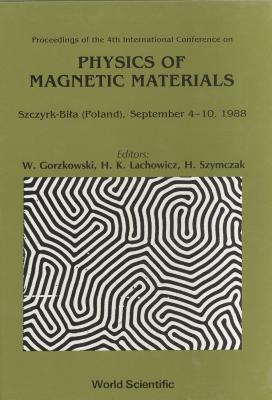 Proceedings of the 4th International Conference on
PHYSICS OF
MAGNETIC MATERIALS
Szczyrk-Biła (Poland), September 4–10, 1988
Editors:
W. Gorzkowski, H. K. Lachowicz, H. Szymczak
World Scientific